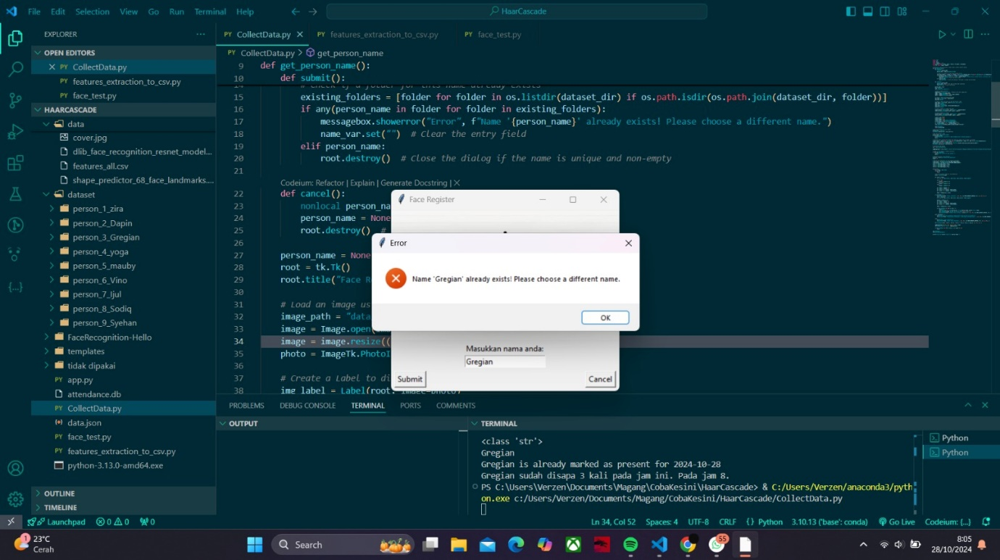 File Edit Selection View Go Run Terminal Help
HaarCascade
EXPLORER
OPEN EDITORS
CollectData.py
features_extraction_to_csv.py
face_test.py
HAARCASCADE
data
cover.jpg
dlib_face_recognition_resnet_model...
features_all.csv
shape_predictor_68_face_landmarks....
dataset
person_1_zira
person_2_Dapin
person_3_Gregian
person_4_yoga
person_5_mauby
person_6_Vino
person_7_Ijul
person_8_Sodiq
person_9_Syehan
FaceRecognition-Hello
templates
tidak dipakai
app.py
attendance.db
CollectData.py
data.json
face_test.py
features_extraction_to_csv.py
python-3.13.0-amd64.exe
OUTLINE
TIMELINE
CollectData.py features_extraction_to_csv.py face_test.py
CollectData.py > get_person_name
9 def get_person_name():
10 def submit():
14 # Check if a folder for this name already exists
15 existing_folders = [folder for folder in os.listdir(dataset_dir) if os.path.isdir(os.path.join(dataset_dir, folder))]
16 if any(person_name in folder for folder in existing_folders):
17 messagebox.showerror("Error", f"Name '{person_name}' already exists! Please choose a different name.")
18 name_var.set("") # Clear the entry field
19 elif person_name:
20 root.destroy() # Close the dialog if the name is unique and non-empty
21
Codeium: Refactor | Explain | Generate Docstring | X
22 def cancel():
23 nonlocal person_na
24 person_name = None
25 root.destroy() #
26
27 person_name = None
28 root = tk.Tk()
29 root.title("Face R
30
31 # Load an image us
32 image_path = "data
33 image = Image.open(
34 image = image.resize((
35 photo = ImageTk.PhotoI
36
37 # Create a Label to di
38 img_label = Label(root, image=photo)
Face Register
Error
Name 'Gregian' already exists! Please choose a different name.
OK
Masukkan nama anda:
Gregian
Submit Cancel
PROBLEMS DEBUG CONSOLE TERMINAL PORTS COMMENTS
OUTPUT
TERMINAL
<class 'str'>
Gregian
Gregian is already marked as present for 2024-10-28
Gregian sudah disapa 3 kali pada jam ini. Pada jam 8.
PS C:\Users\Verzen\Documents\Magang\CobaKesini\HaarCascade> & C:/Users/Verzen/anaconda3/pyth
on.exe c:/Users/Verzen/Documents/Magang/CobaKesini/HaarCascade/CollectData.py
Python
Python
Launchpad 0 0 0 Ln 34, Col 52 Spaces: 4 UTF-8 CRLF {} Python 3.10.13 ('base': conda) Go Live Codeium: {...}
1
23°C
Cerah
Search
55
8:05
28/10/2024